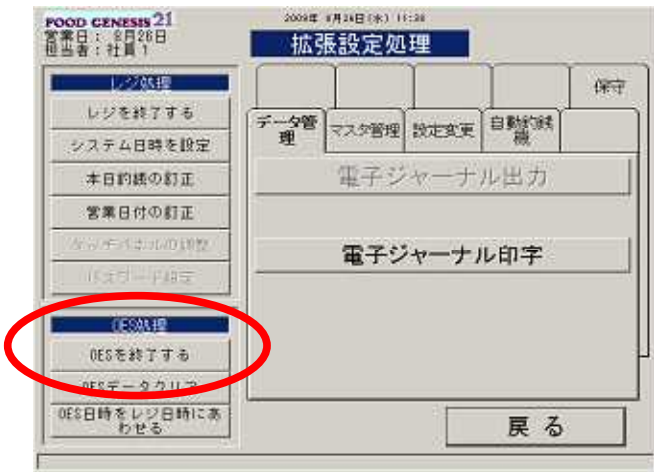 FOOD GENESIS 21
2009年 8月26日(水) 11:38
営業日: 8月26日
担当者:社員1
拡張設定処理
レジ処理
レジを終了する
システム日時を設定
本日釣銭の訂正
営業日付の訂正
タッチパネルの調整
パスワード設定
OES処理
OESを終了する
OESデータクリア
OES日時をレジ日時にあ
わせる
保守
データ管
理
マスタ管理
設定変更
自動釣銭
機
電子ジャーナル出力
電子ジャーナル印字
戻る